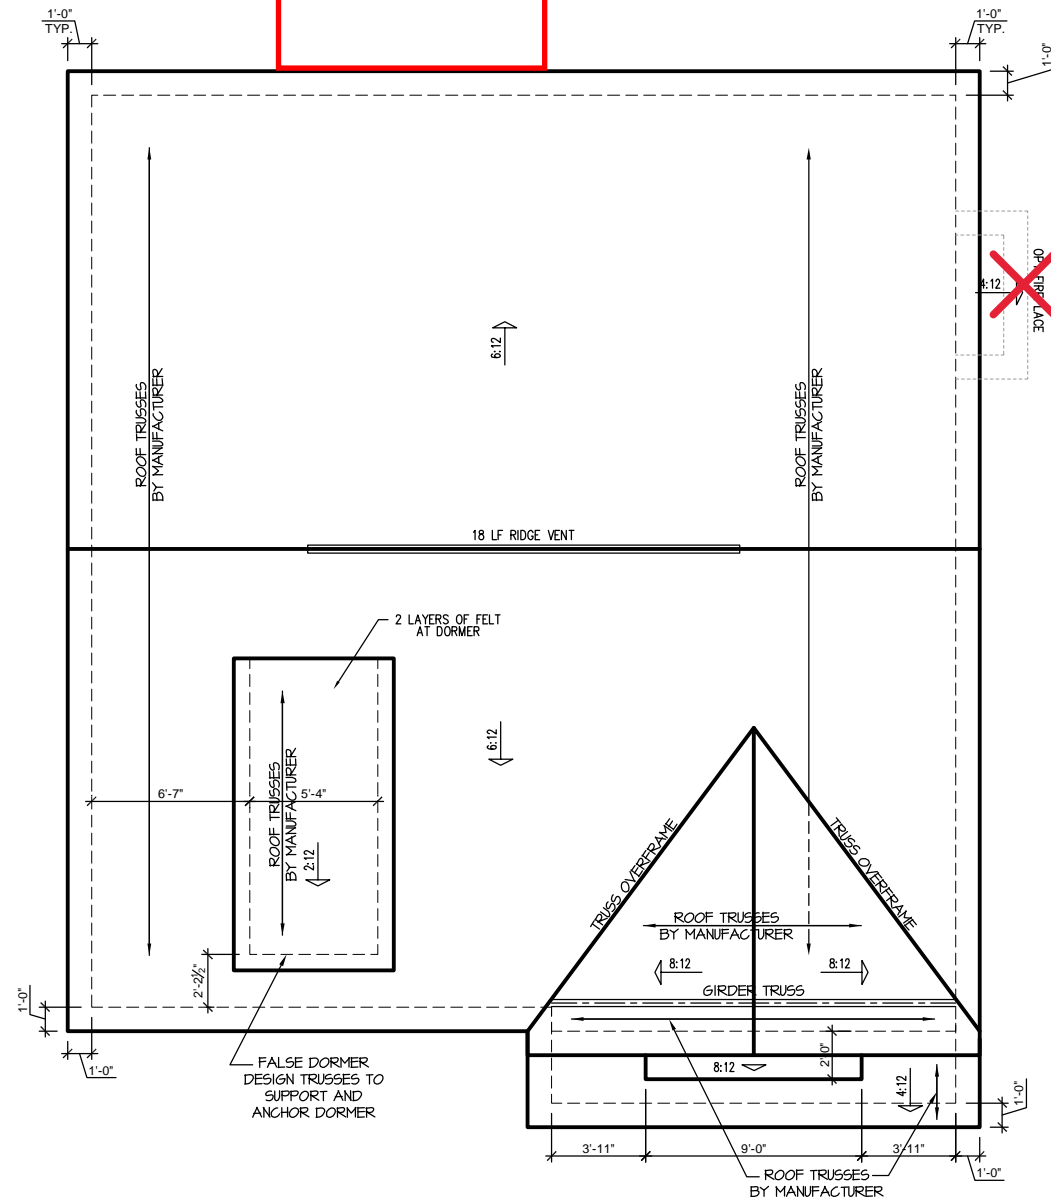 1'-0"
TYP.
1'-0"
TYP.
1'-0"
4:12
6:12
ROOF TRUSSES
BY MANUFACTURER
ROOF TRUSSES
BY MANUFACTURER
18 LF RIDGE VENT
2 LAYERS OF FELT
AT DORMER
6:12
6'-7"
5'-4"
ROOF TRUSSES
BY MANUFACTURER
2:12
TRUSS OVERFRAME
TRUSS OVERFRAME
ROOF TRUSSES
BY MANUFACTURER
8:12
8:12
GIRDER TRUSS
2'-2½"
1'-0"
1'-0"
FALSE DORMER
DESIGN TRUSSES TO
SUPPORT AND
ANCHOR DORMER
8:12
4:12
1'-0"
3'-11"
9'-0"
3'-11"
1'-0"
ROOF TRUSSES
BY MANUFACTURER